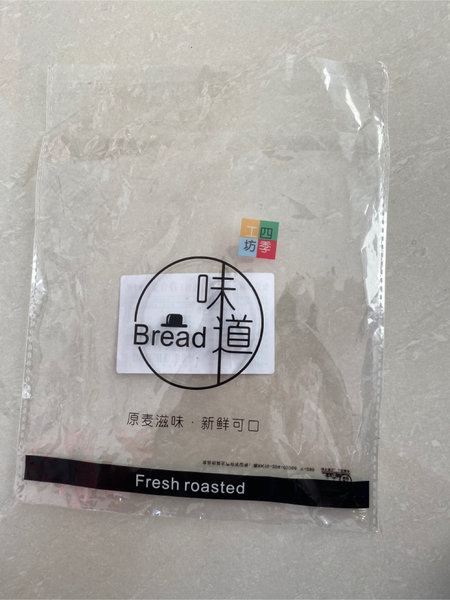 四季
工坊
味道
Bread
原麦滋味·新鲜可口
Fresh roasted